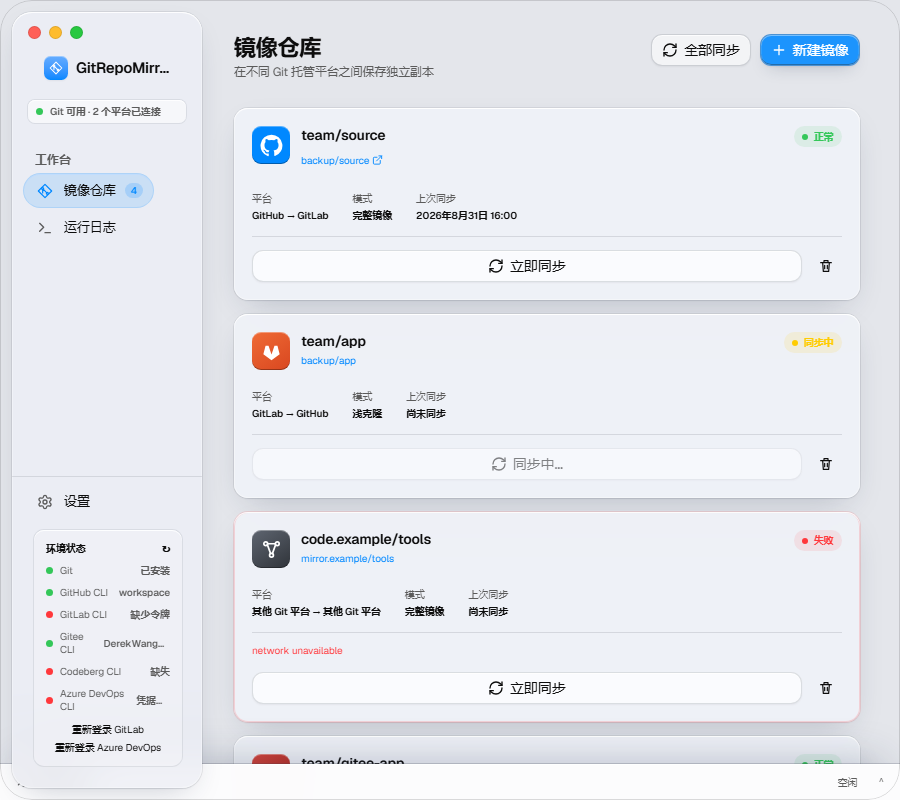 GitRepoMirr...
Git 可用 · 2 个平台已连接
工作台
镜像仓库 4
运行日志
设置
环境状态 ↻
Git 已安装
GitHub CLI workspace
GitLab CLI 缺少令牌
Gitee CLI DerekWang...
Codeberg CLI 缺失
Azure DevOps CLI 凭据...
重新登录 GitLab
重新登录 Azure DevOps
镜像仓库
在不同 Git 托管平台之间保存独立副本
全部同步
新建镜像
team/source
正常
backup/source
平台 模式 上次同步
GitHub → GitLab 完整镜像 2026年8月31日 16:00
立即同步
team/app
同步中
backup/app
平台 模式 上次同步
GitLab → GitHub 浅克隆 尚未同步
同步中...
code.example/tools
失败
mirror.example/tools
平台 模式 上次同步
其他 Git 平台 → 其他 Git 平台 完整镜像 尚未同步
network unavailable
立即同步
team/gitee-app
正常
空闲